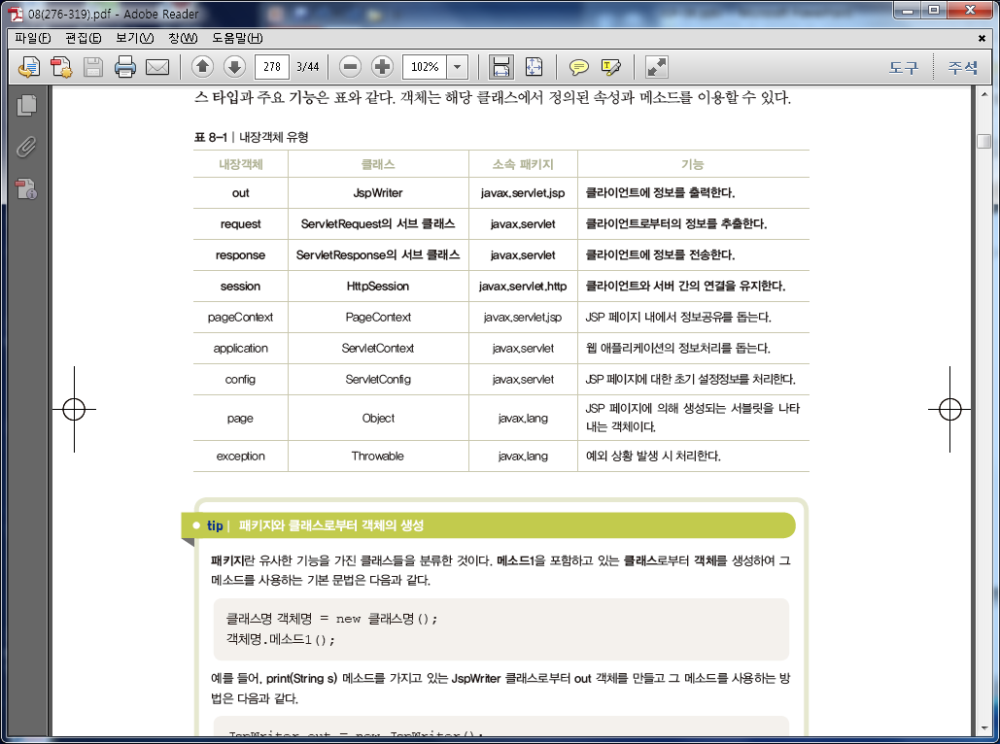 08(276-319).pdf - Adobe Reader
파일(F) 편집(E) 보기(V) 창(W) 도움말(H)
278 3/44 102% 도구 주석
스 타입과 주요 기능은 표와 같다. 객체는 해당 클래스에서 정의된 속성과 메소드를 이용할 수 있다.
표 8-1 | 내장객체 유형
내장객체 클래스 소속 패키지 기능
out JspWriter javax.servlet.jsp 클라이언트에 정보를 출력한다.
request ServletRequest의 서브 클래스 javax.servlet 클라이언트로부터의 정보를 추출한다.
response ServletResponse의 서브 클래스 javax.servlet 클라이언트에 정보를 전송한다.
session HttpSession javax.servlet.http 클라이언트와 서버 간의 연결을 유지한다.
pageContext PageContext javax.servlet.jsp JSP 페이지 내에서 정보공유를 돕는다.
application ServletContext javax.servlet 웹 애플리케이션의 정보처리를 돕는다.
config ServletConfig javax.servlet JSP 페이지에 대한 초기 설정정보를 처리한다.
page Object javax.lang JSP 페이지에 의해 생성되는 서블릿을 나타
내는 객체이다.
exception Throwable javax.lang 예외 상황 발생 시 처리한다.
tip | 패키지와 클래스로부터 객체의 생성
패키지란 유사한 기능을 가진 클래스들을 분류한 것이다. 메소드1을 포함하고 있는 클래스로부터 객체를 생성하여 그
메소드를 사용하는 기본 문법은 다음과 같다.
클래스명 객체명 = new 클래스명();
객체명.메소드1();
예를 들어, print(String s) 메소드를 가지고 있는 JspWriter 클래스로부터 out 객체를 만들고 그 메소드를 사용하는 방
법은 다음과 같다.
JspWriter out = new JspWriter();